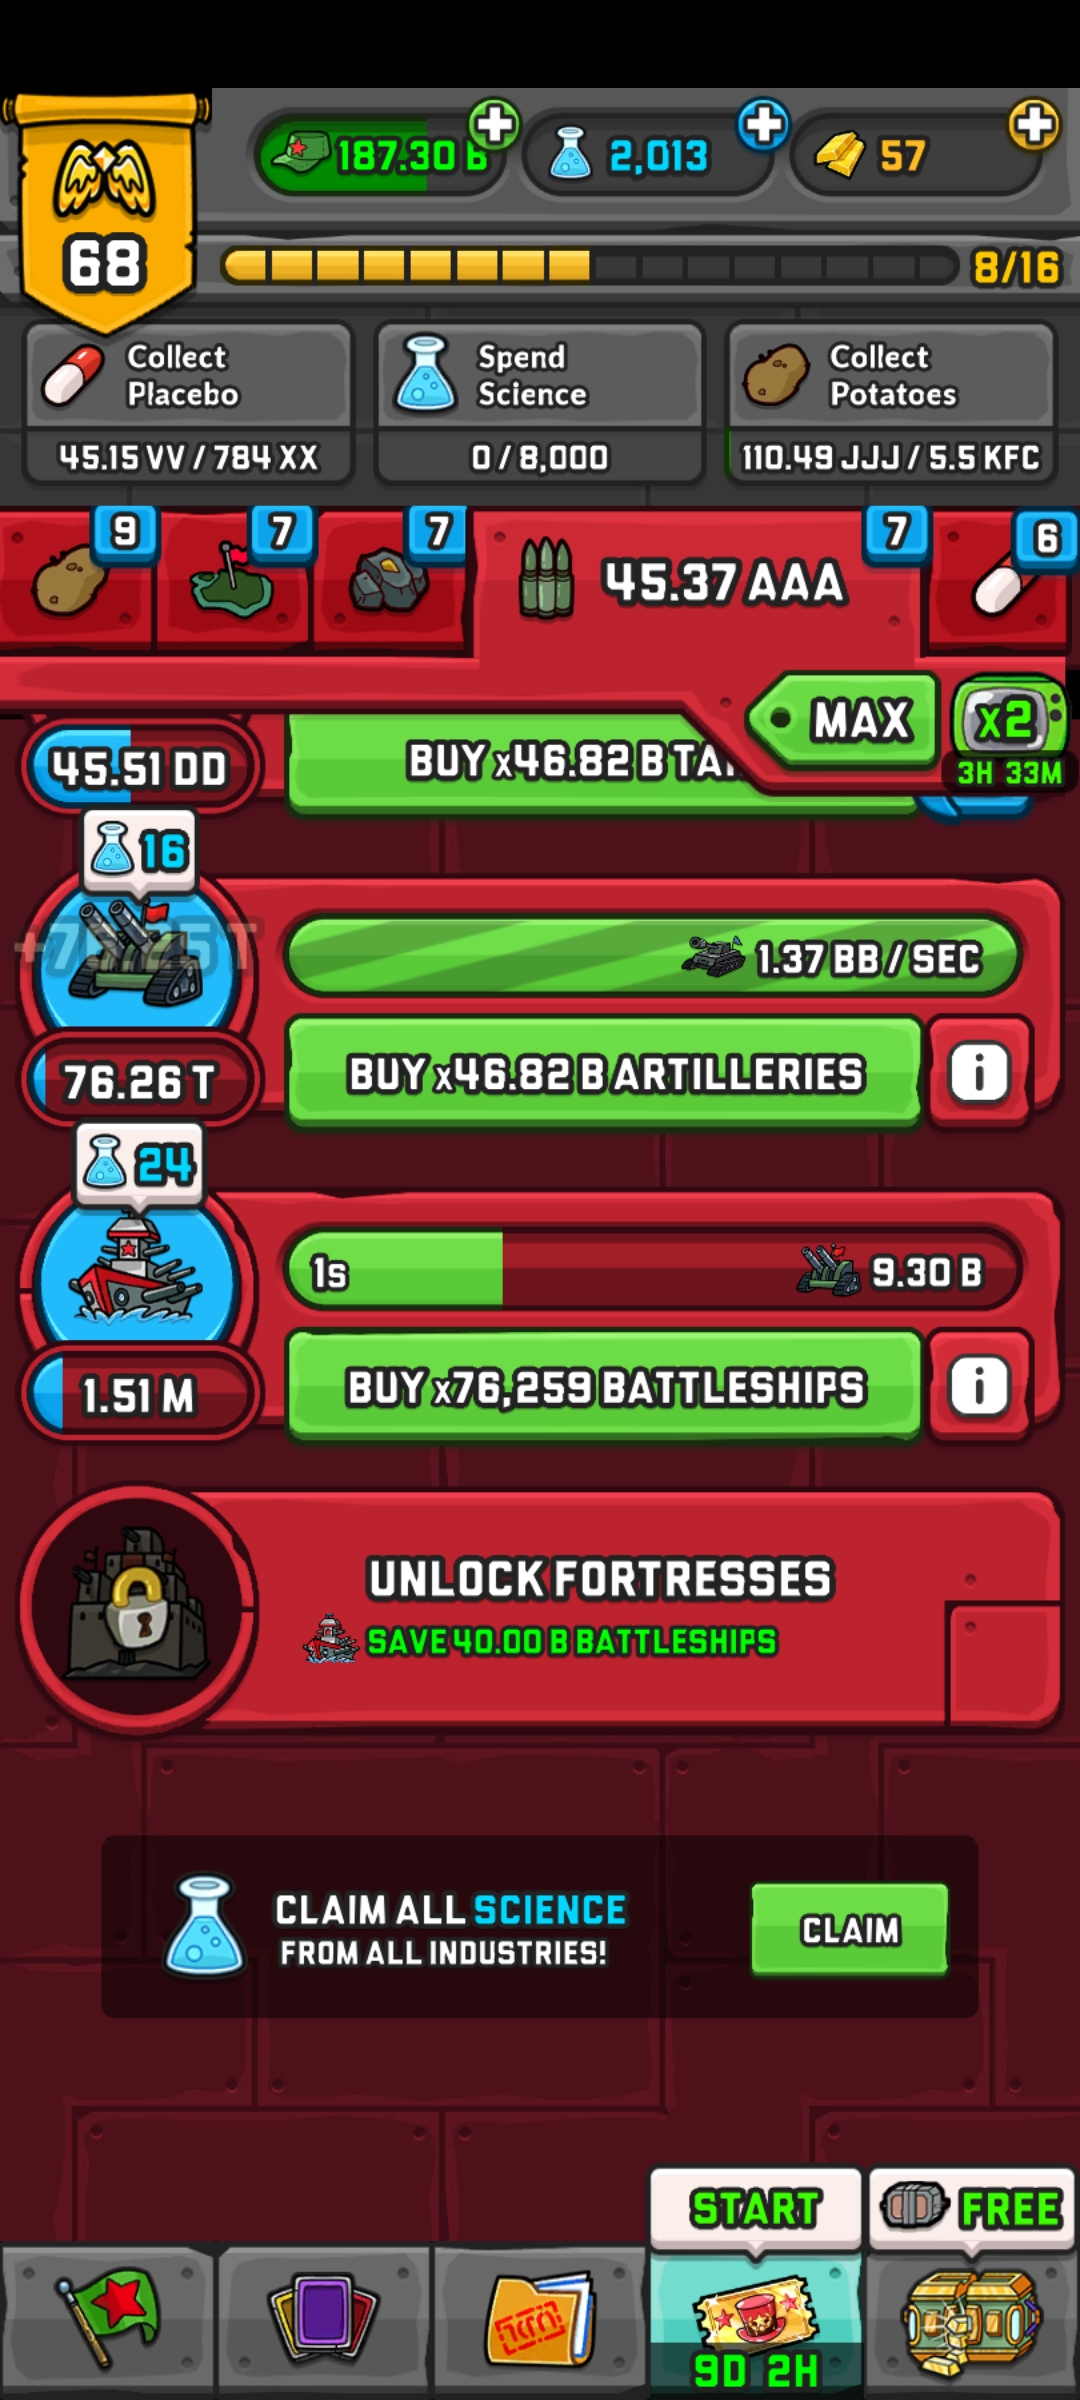 68
187.30 B
2,013
57
8/16
Collect
Placebo
45.15 VV / 784 XX
Spend
Science
0 / 8,000
Collect
Potatoes
110.49 JJJ / 5.5 KFC
9
7
7
45.37 AAA
7
6
MAX
x2
3H 33M
45.51 DD
BUY x46.82 B TA
16
1.37 BB / SEC
76.26 T
BUY x46.82 B ARTILLERIES
i
24
1s
9.30 B
1.51 M
BUY x76,259 BATTLESHIPS
i
UNLOCK FORTRESSES
SAVE 40.00 B BATTLESHIPS
CLAIM ALL SCIENCE
FROM ALL INDUSTRIES!
CLAIM
START
FREE
9D 2H